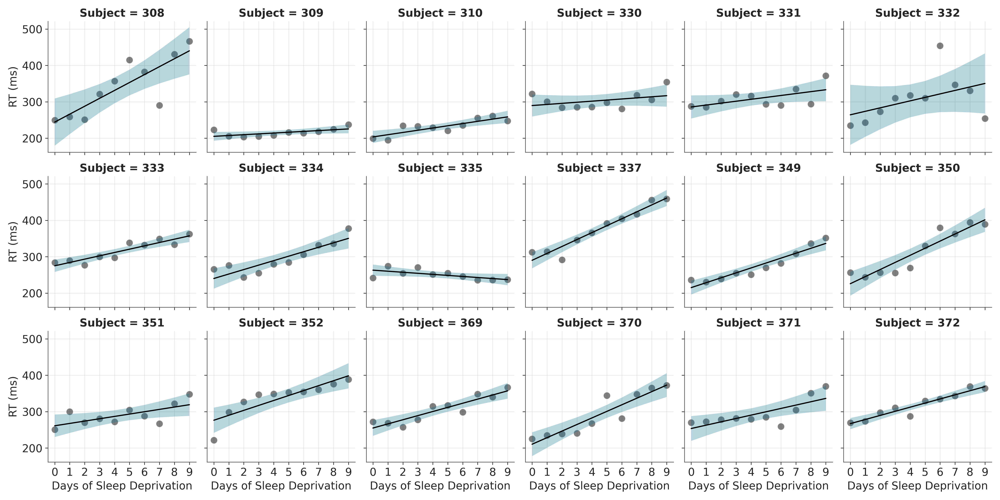 Subject = 308 Subject = 309 Subject = 310 Subject = 330 Subject = 331 Subject = 332
500
400
300
200
RT (ms)
Subject = 333 Subject = 334 Subject = 335 Subject = 337 Subject = 349 Subject = 350
500
400
300
200
RT (ms)
Subject = 351 Subject = 352 Subject = 369 Subject = 370 Subject = 371 Subject = 372
500
400
300
200
RT (ms)
0 1 2 3 4 5 6 7 8 9 0 1 2 3 4 5 6 7 8 9 0 1 2 3 4 5 6 7 8 9 0 1 2 3 4 5 6 7 8 9 0 1 2 3 4 5 6 7 8 9 0 1 2 3 4 5 6 7 8 9
Days of Sleep Deprivation Days of Sleep Deprivation Days of Sleep Deprivation Days of Sleep Deprivation Days of Sleep Deprivation Days of Sleep Deprivation